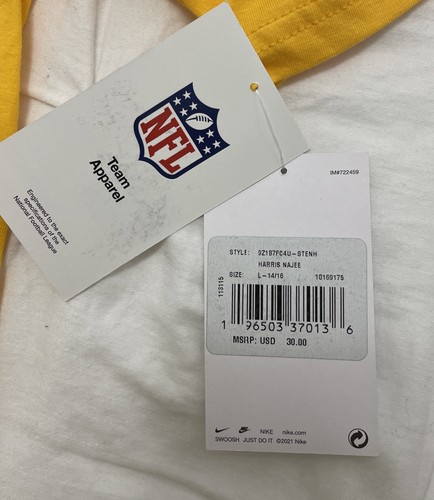 NFL
Team
Apparel
Engineered to the exact
specifications of the
National Football League
IM#722459
STYLE: 9Z1B7FC4U-STENH
HARRIS NAJEE
SIZE: L-14/16 10169175
113115
1 96503 37013 6
MSRP: USD 30.00
NIKE nike.com
SWOOSH JUST DO IT ©2021 Nike